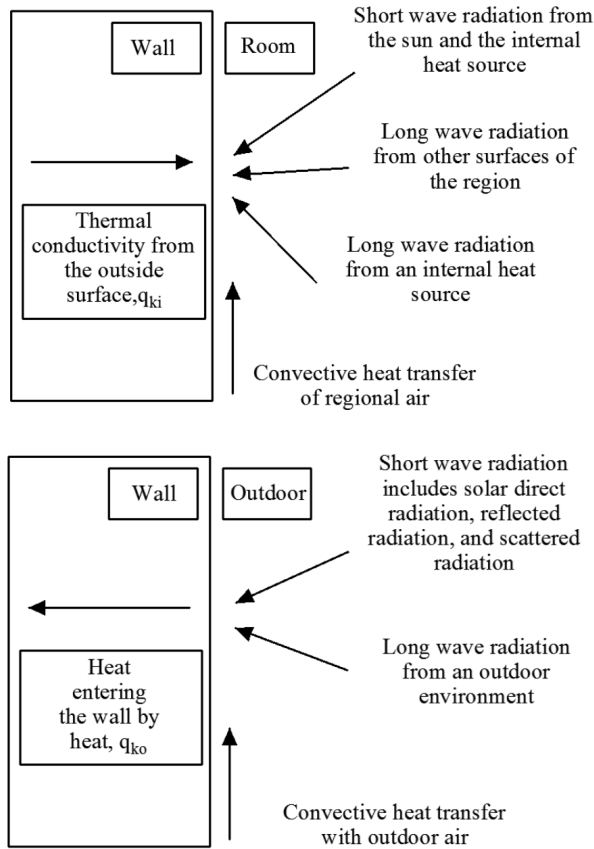 Wall
Room
Short wave radiation from
the sun and the internal
heat source
Long wave radiation
from other surfaces of
the region
Thermal
conductivity from
the outside
surface,qki
Long wave radiation
from an internal heat
source
Convective heat transfer
of regional air
Wall
Outdoor
Short wave radiation
includes solar direct
radiation, reflected
radiation, and scattered
radiation
Heat
entering
the wall by
heat, qko
Long wave radiation
from an outdoor
environment
Convective heat transfer
with outdoor air